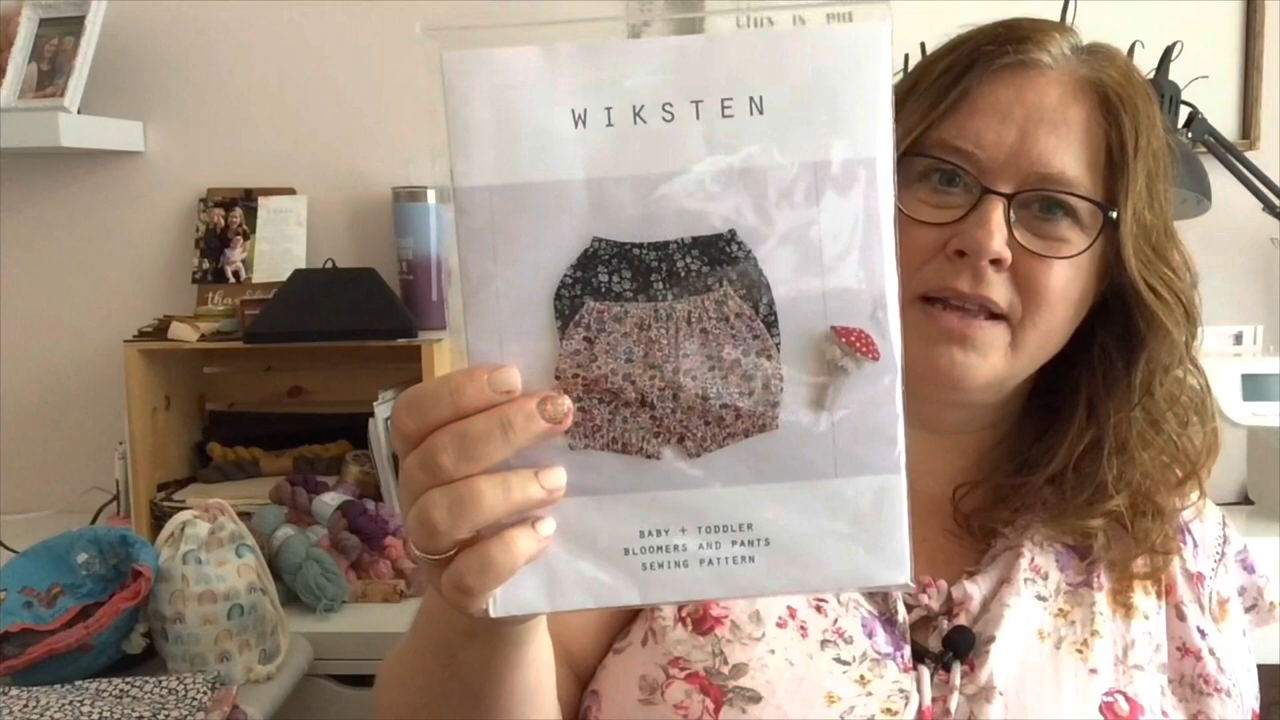 WIKSTEN
BABY + TODDLER
BLOOMERS AND PANTS
SEWING PATTERN